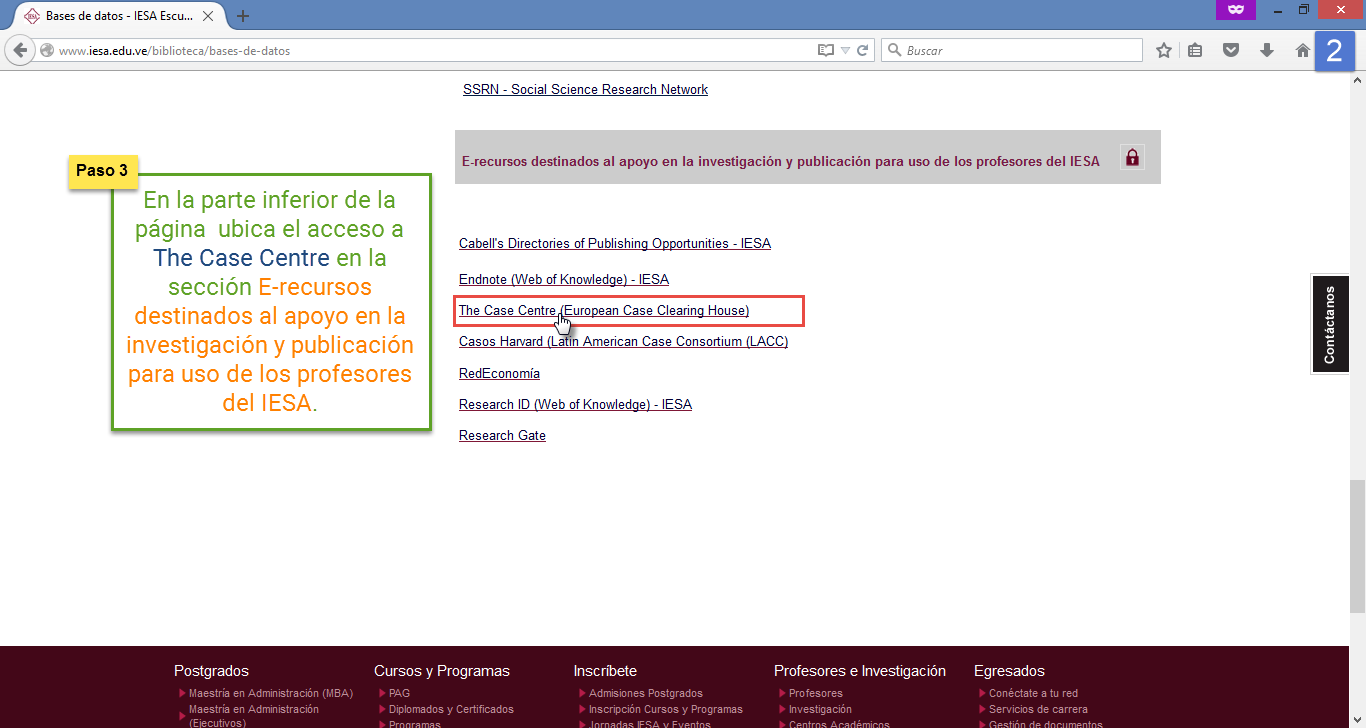 Bases de datos - IESA Escu...
www.iesa.edu.ve/biblioteca/bases-de-datos
Buscar
2
SSRN - Social Science Research Network
E-recursos destinados al apoyo en la investigación y publicación para uso de los profesores del IESA
Paso 3
En la parte inferior de la
página ubica el acceso a
The Case Centre en la
sección E-recursos
destinados al apoyo en la
investigación y publicación
para uso de los profesores
del IESA.
Cabell's Directories of Publishing Opportunities - IESA
Endnote (Web of Knowledge) - IESA
The Case Centre (European Case Clearing House)
Casos Harvard (Latin American Case Consortium (LACC)
RedEconomía
Research ID (Web of Knowledge) - IESA
Research Gate
Contáctanos
Postgrados
Maestría en Administración (MBA)
Maestría en Administración
(Ejecutivos)
Cursos y Programas
PAG
Diplomados y Certificados
Programas
Inscríbete
Admisiones Postgrados
Inscripción Cursos y Programas
Jornadas IESA y Eventos
Profesores e Investigación
Profesores
Investigación
Centros Académicos
Egresados
Conéctate a tu red
Servicios de carrera
Gestión de documentos